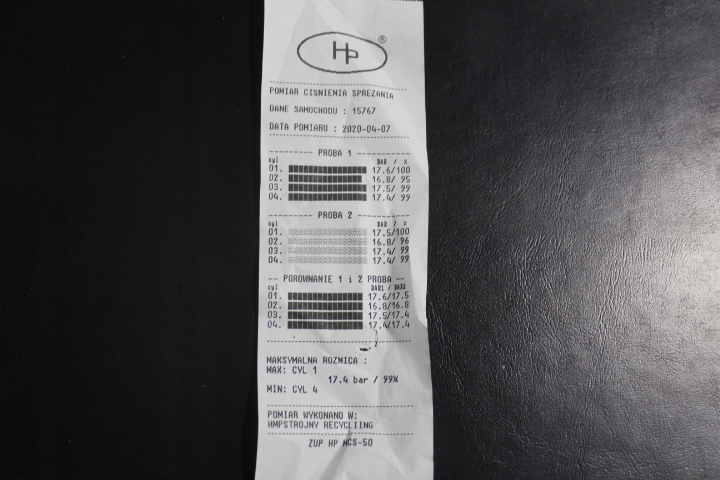 HP ®
POMIAR CISNIENIA SPREZANIA
DANE SAMOCHODU : 15767
DATA POMIARU : 2020-04-07
PROBA 1
cyl BAR / %
01. 17.6/100
02. 16.8/ 95
03. 17.5/ 99
04. 17.4/ 99
PROBA 2
cyl BAR / %
01. 17.5/100
02. 16.8/ 96
03. 17.4/ 99
04. 17.4/ 99
POROWNANIE 1 i 2 PROBA
cyl BAR1 / BAR2
01. 17.6/17.5
02. 16.8/16.8
03. 17.5/17.4
04. 17.4/17.4
MAKSYMALNA ROZNICA :
MAX: CYL 1
17.4 bar / 99%
MIN: CYL 4
POMIAR WYKONANO W:
HMPSTROJNY RECYCLIING
ZUP HP MCS-50